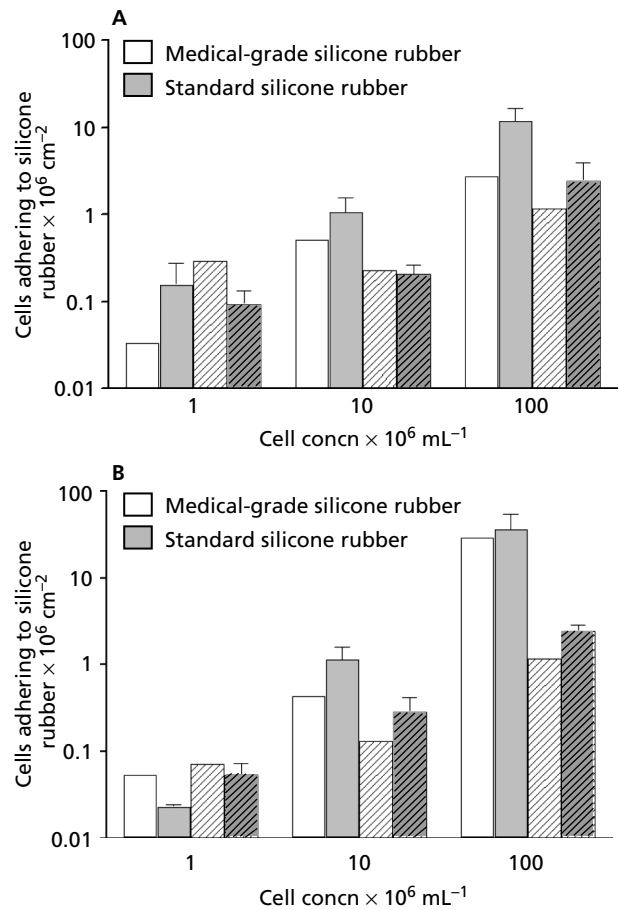 A
100
Medical-grade silicone rubber
Standard silicone rubber
10
1
0.1
0.01
Cells adhering to silicone
rubber × 10⁶ cm⁻²
1
10
100
Cell concn × 10⁶ mL⁻¹
B
100
Medical-grade silicone rubber
Standard silicone rubber
10
1
0.1
0.01
Cells adhering to silicone
rubber × 10⁶ cm⁻²
1
10
100
Cell concn × 10⁶ mL⁻¹